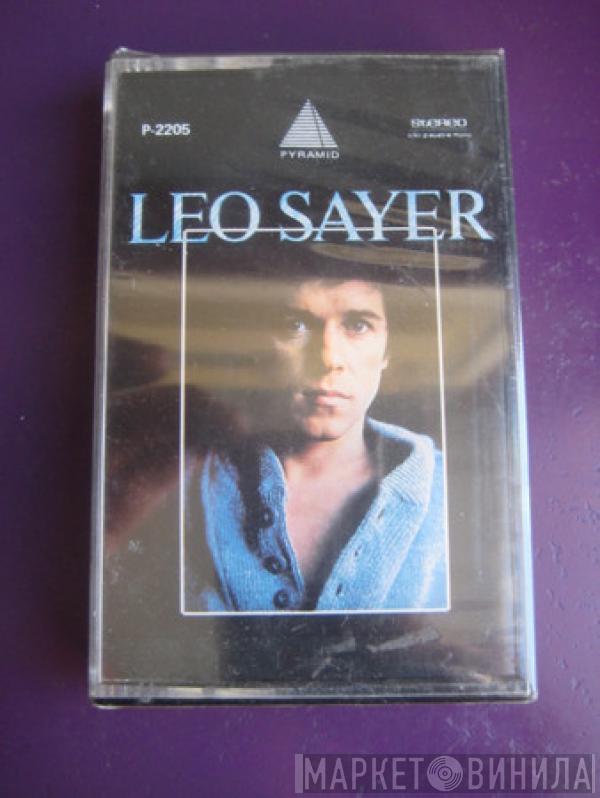 P-2205
STEREO
PYRAMID
LEO SAYER
МАРКЕТ ВИНИЛА